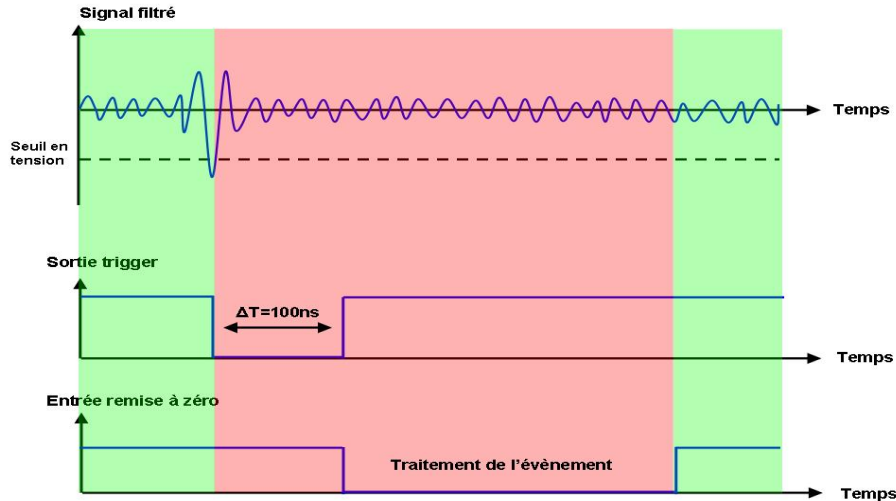 Signal filtré
Temps
Seuil en
tension
Sortie trigger
ΔT=100ns
Temps
Entrée remise à zéro
Traitement de l'évènement
Temps